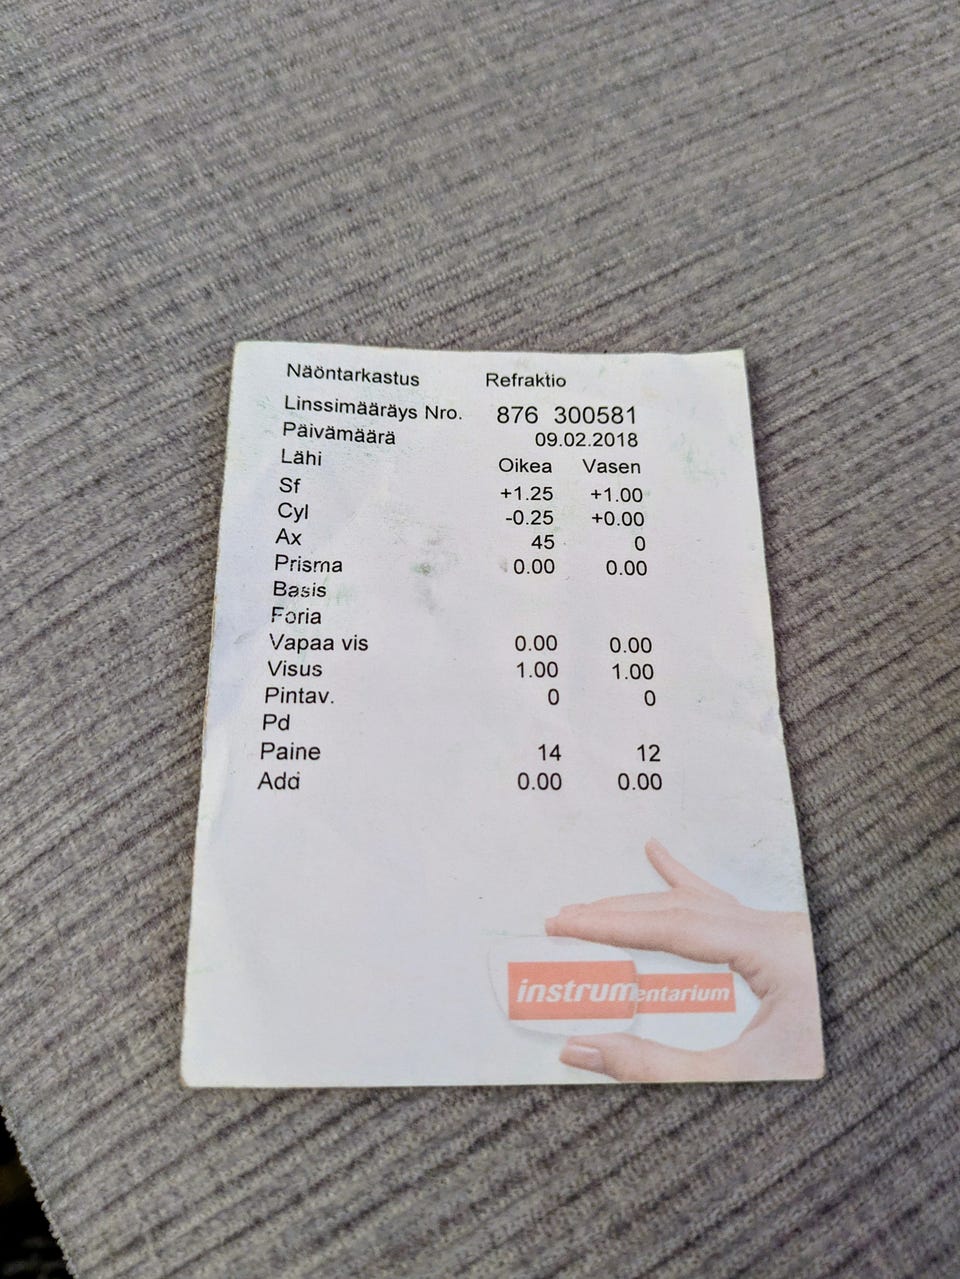 Näöntarkastus Refraktio
Linssimääräys Nro. 876 300581
Päivämäärä 09.02.2018
Lähi Oikea Vasen
Sf +1.25 +1.00
Cyl -0.25 +0.00
Ax 45 0
Prisma 0.00 0.00
Basis
Foria
Vapaa vis 0.00 0.00
Visus 1.00 1.00
Pintav. 0 0
Pd
Paine 14 12
Add 0.00 0.00
instrumentarium